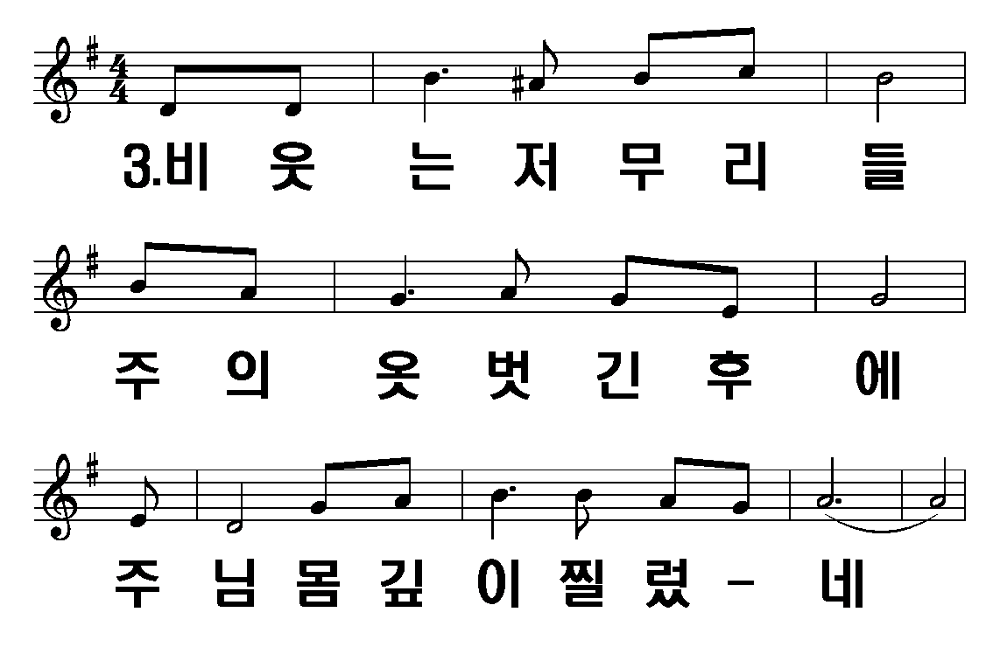 3.비 웃 는 저 무 리 들
주 의 옷 벗 긴 후 에
주 님 몸 깊 이 찔 렀 - 네